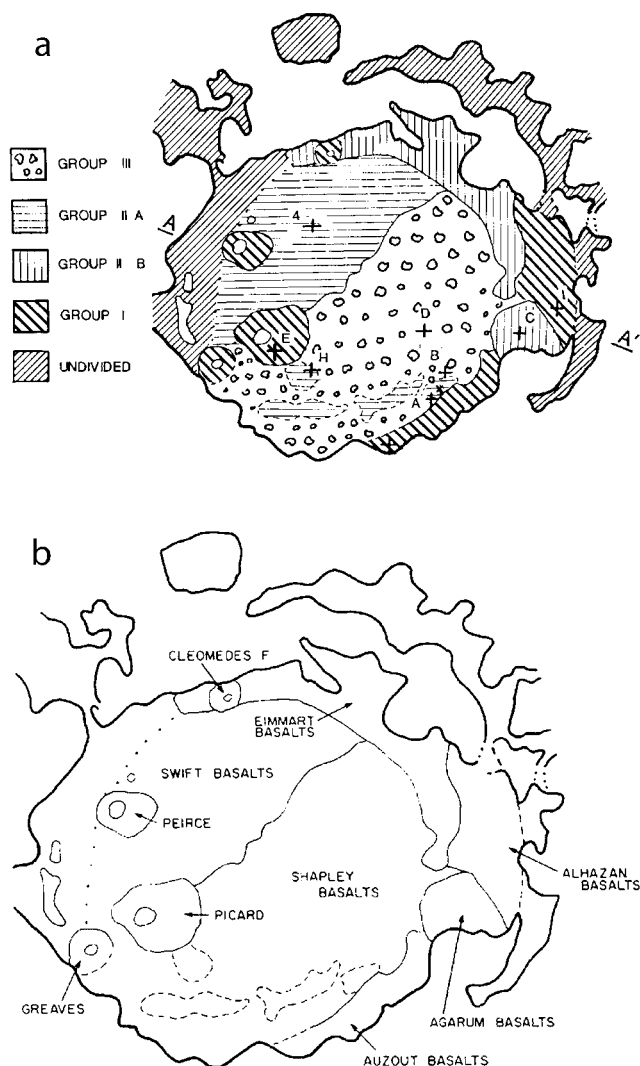 a
GROUP III
GROUP II A
GROUP II B
GROUP I
UNDIVIDED
A
4
E
H
D
B
A
C
A'
b
CLEOMEDES F
EIMMART
BASALTS
SWIFT BASALTS
PEIRCE
SHAPLEY
BASALTS
ALHAZAN
BASALTS
PICARD
GREAVES
AGARUM BASALTS
AUZOUT BASALTS